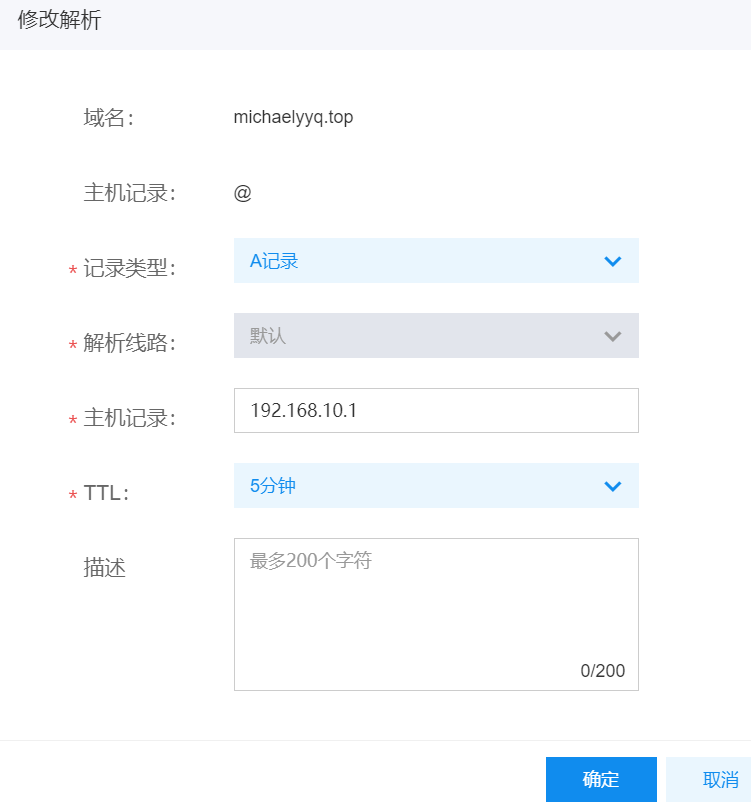 修改解析
域名： michaelyyq.top
主机记录： @
* 记录类型： A记录
* 解析线路： 默认
* 主机记录： 192.168.10.1
* TTL： 5分钟
描述 最多200个字符
0/200
确定 取消